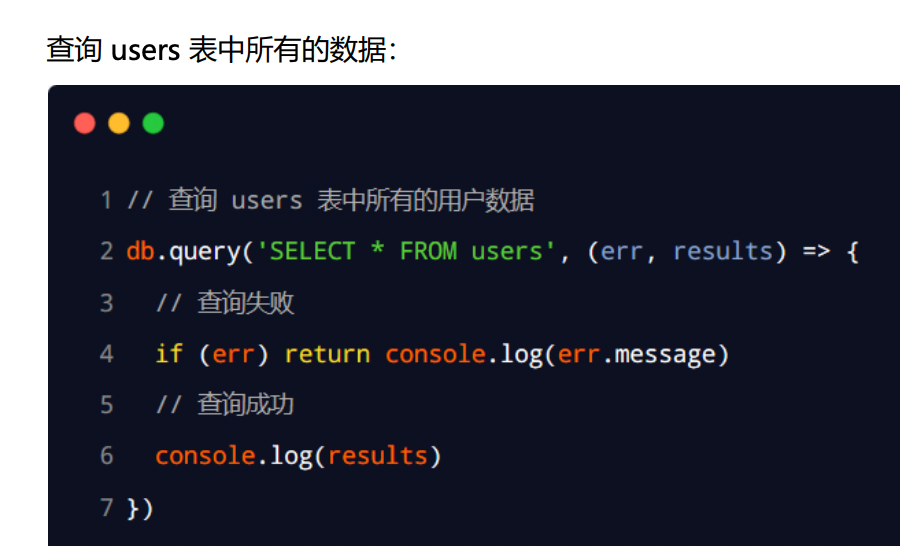 查询 users 表中所有的数据：
1 // 查询 users 表中所有的用户数据
2 db.query('SELECT * FROM users', (err, results) => {
3   // 查询失败
4   if (err) return console.log(err.message)
5   // 查询成功
6   console.log(results)
7 })